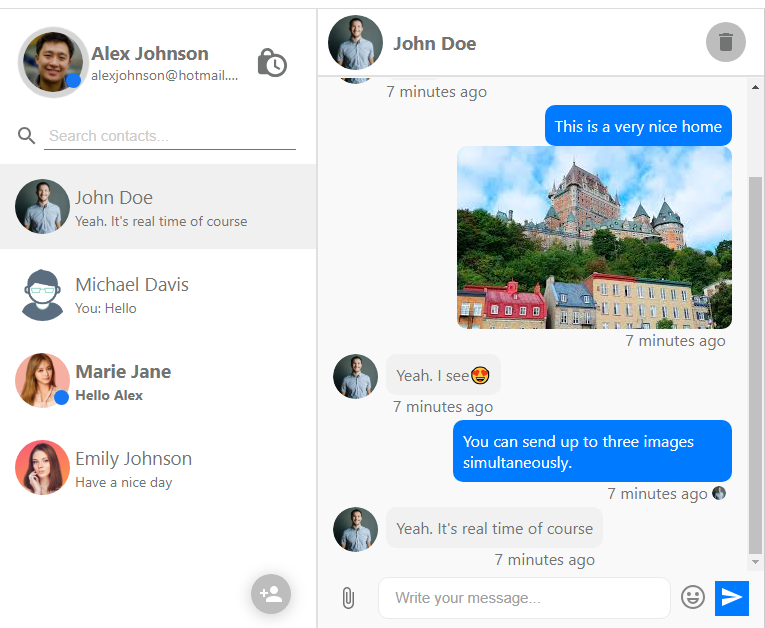 Alex Johnson
alexjohnson@hotmail....
Search contacts...
John Doe
Yeah. It's real time of course
Michael Davis
You: Hello
Marie Jane
Hello Alex
Emily Johnson
Have a nice day
John Doe
7 minutes ago
This is a very nice home
7 minutes ago
Yeah. I see😍
7 minutes ago
You can send up to three images
simultaneously.
7 minutes ago
Yeah. It's real time of course
7 minutes ago
Write your message...